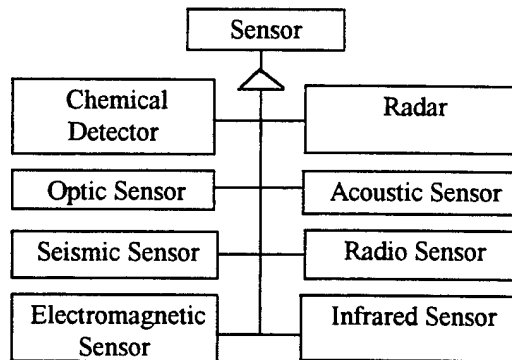 Sensor
Chemical
Detector
Radar
Optic Sensor
Acoustic Sensor
Seismic Sensor
Radio Sensor
Electromagnetic
Sensor
Infrared Sensor